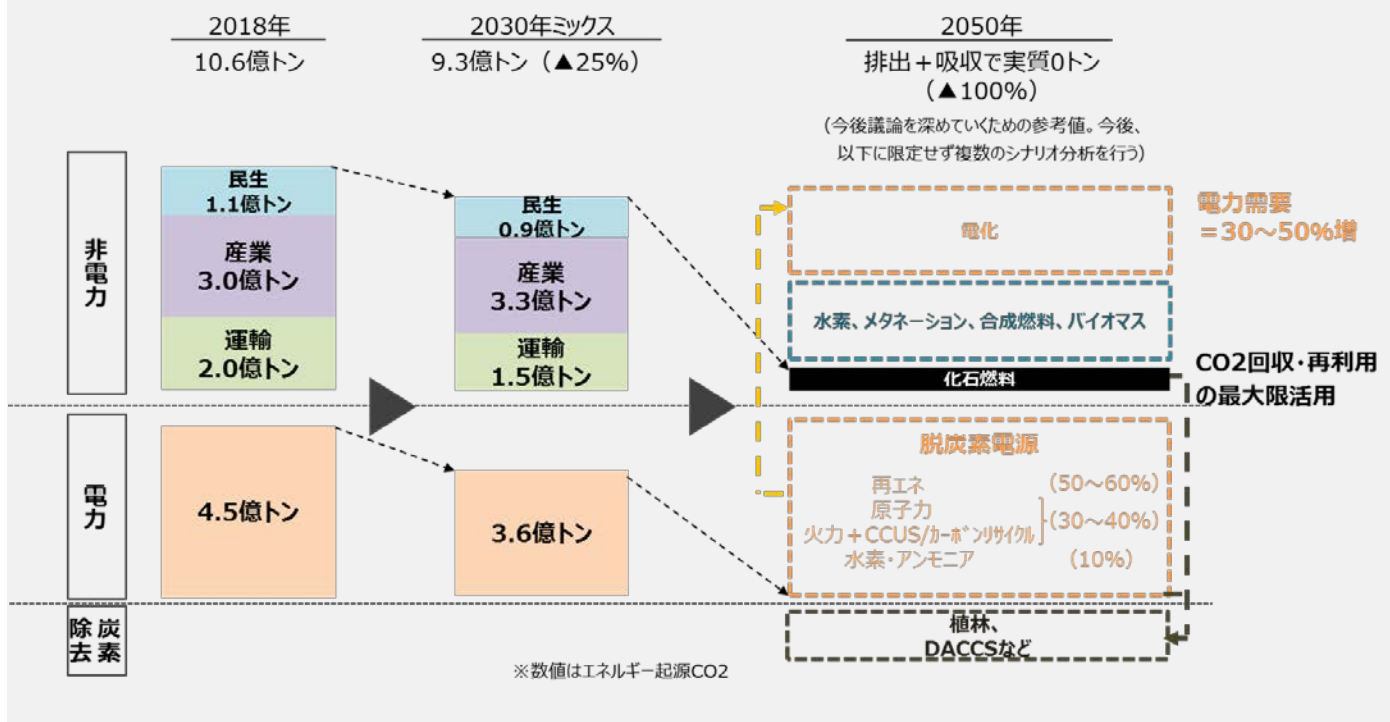 2018年
10.6億トン
2030年ミックス
9.3億トン（▲25%）
2050年
排出＋吸収で実質0トン
（▲100%）
（今後議論を深めていくための参考値。今後、
以下に限定せず複数のシナリオ分析を行う）
非電力
民生
1.1億トン
産業
3.0億トン
運輸
2.0億トン
民生
0.9億トン
産業
3.3億トン
運輸
1.5億トン
電化
電力需要
＝30～50%増
水素、メタネーション、合成燃料、バイオマス
化石燃料
CO2回収・再利用
の最大限活用
電力
4.5億トン
3.6億トン
脱炭素電源
再エネ （50～60%）
原子力
火力＋CCUS/ｶｰﾎﾞﾝﾘｻｲｸﾙ （30～40%）
水素・アンモニア （10%）
炭素除去
植林、
DACCSなど
※数値はエネルギー起源CO2